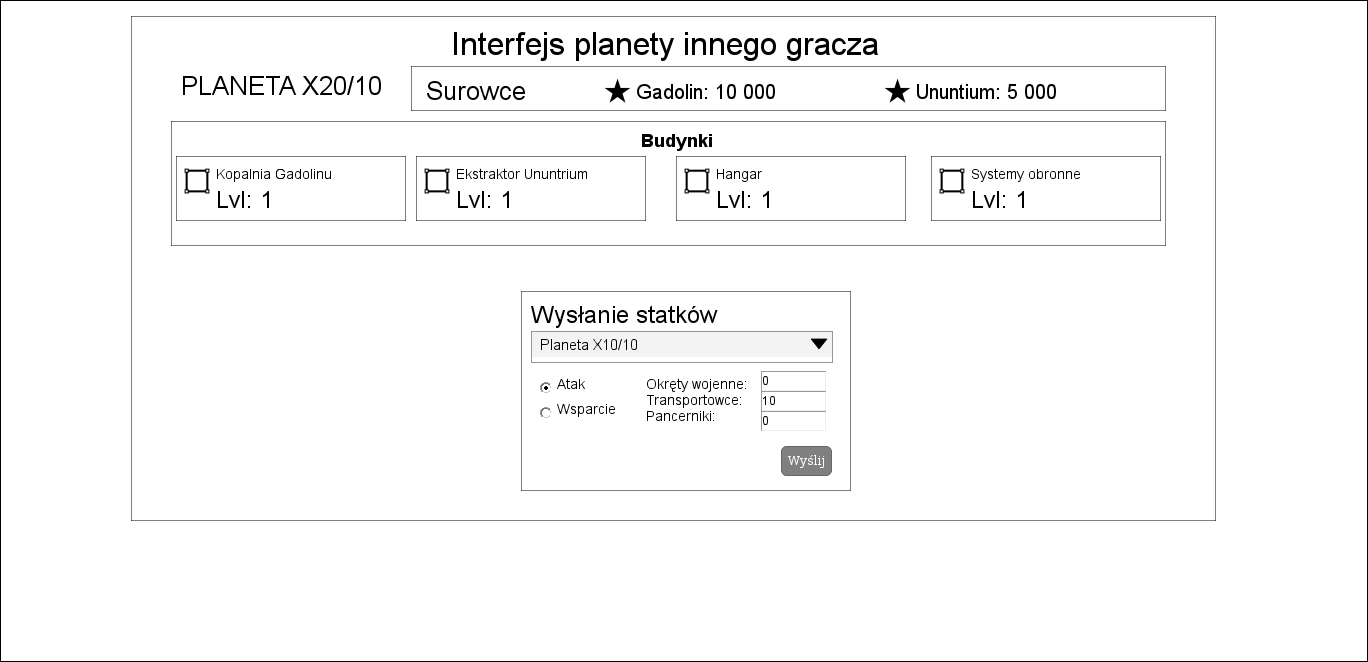 Interfejs planety innego gracza
PLANETA X20/10
Surowce
Gadolin: 10 000
Ununtium: 5 000
Budynki
Kopalnia Gadolinu
Lvl: 1
Ekstraktor Ununtrium
Lvl: 1
Hangar
Lvl: 1
Systemy obronne
Lvl: 1
Wysłanie statków
Planeta X10/10
Atak
Wsparcie
Okręty wojenne: 0
Transportowce: 10
Pancerniki: 0
Wyślij